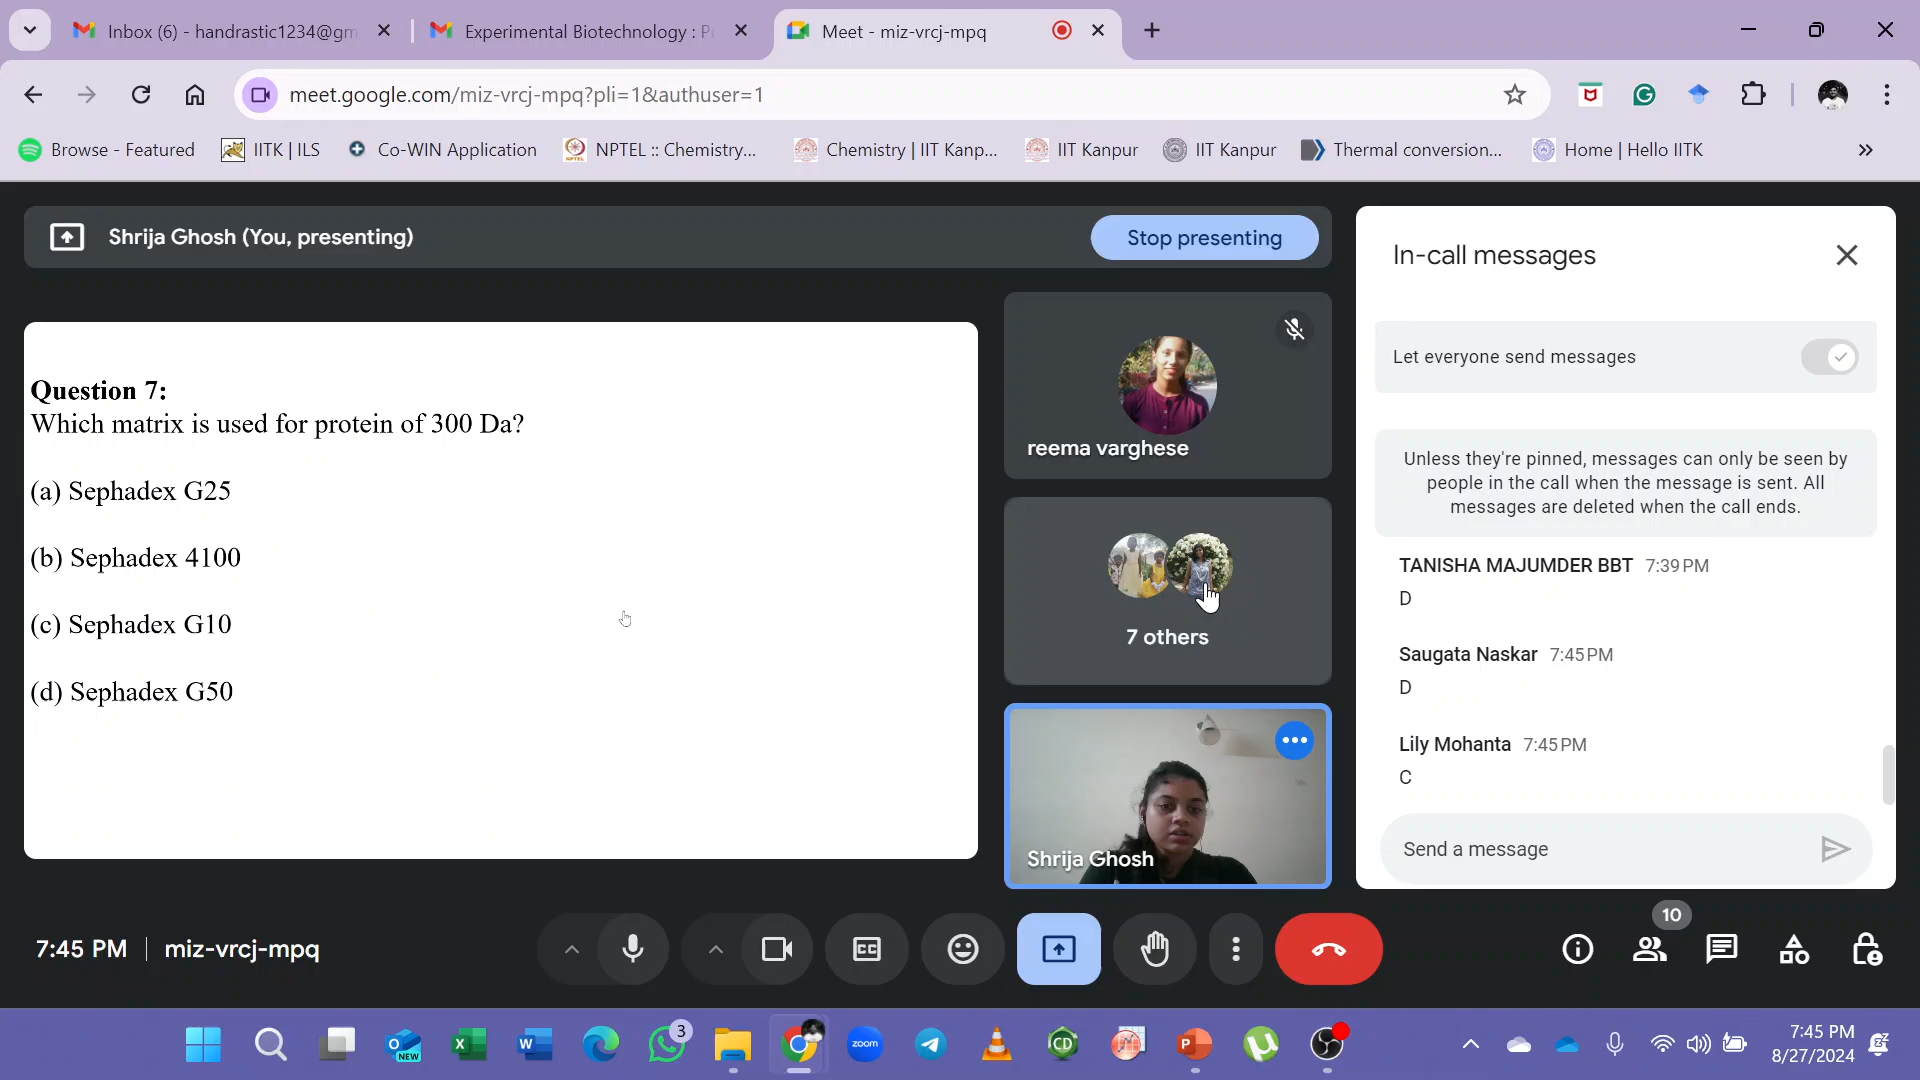 Inbox (6) - handrastic1234@gm
Experimental Biotechnology : P
Meet - miz-vrcj-mpq
meet.google.com/miz-vrcj-mpq?pli=1&authuser=1
Browse - Featured
IITK | ILS
Co-WIN Application
NPTEL :: Chemistry...
Chemistry | IIT Kanp...
IIT Kanpur
IIT Kanpur
Thermal conversion...
Home | Hello IITK
Shrija Ghosh (You, presenting)
Stop presenting
Question 7:
Which matrix is used for protein of 300 Da?
(a) Sephadex G25
(b) Sephadex 4100
(c) Sephadex G10
(d) Sephadex G50
reema varghese
7 others
Shrija Ghosh
In-call messages
Let everyone send messages
Unless they're pinned, messages can only be seen by
people in the call when the message is sent. All
messages are deleted when the call ends.
TANISHA MAJUMDER BBT 7:39 PM
D
Saugata Naskar 7:45 PM
D
Lily Mohanta 7:45 PM
C
Send a message
7:45 PM
miz-vrcj-mpq
CC
10
NEW
3
zoom
CD
7:45 PM
8/27/2024